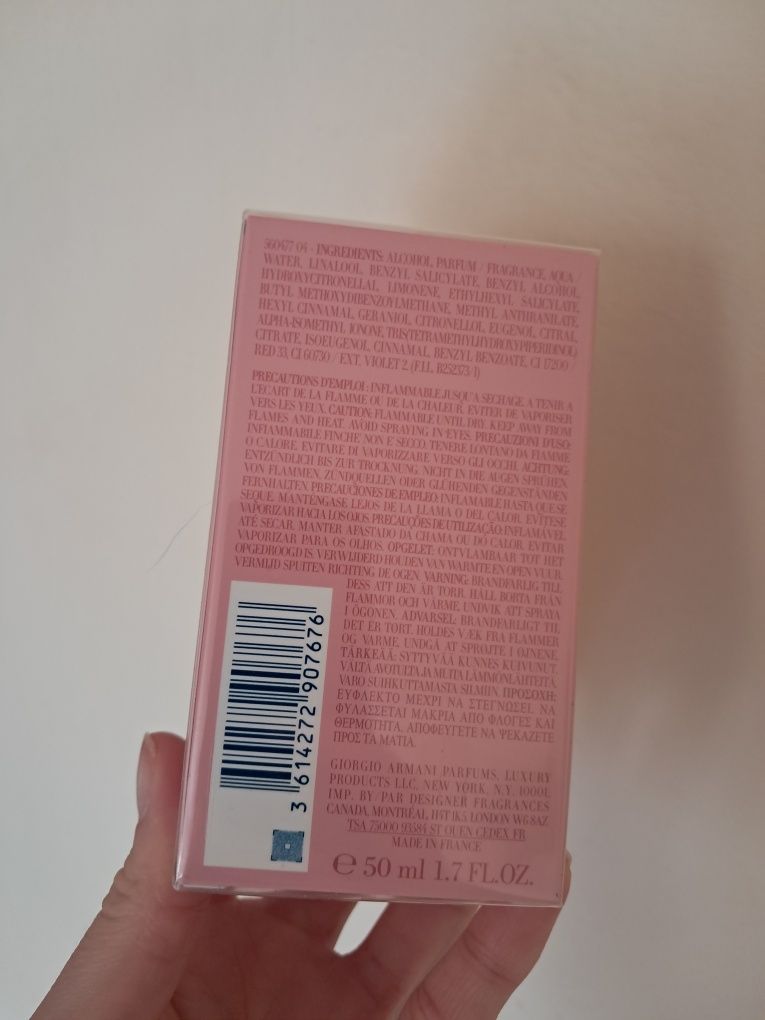 560477 04 - INGREDIENTS: ALCOHOL, PARFUM / FRAGRANCE, AQUA /
WATER, LINALOOL, BENZYL SALICYLATE, BENZYL ALCOHOL,
HYDROXYCITRONELLAL, LIMONENE, ETHYLHEXYL SALICYLATE,
BUTYL METHOXYDIBENZOYLMETHANE, METHYL ANTHRANILATE,
HEXYL CINNAMAL, GERANIOL, CITRONELLOL, EUGENOL, CITRAL,
ALPHA-ISOMETHYL IONONE, TRIS(TETRAMETHYLHYDROXYPIPERIDINOL)
CITRATE, ISOEUGENOL, CINNAMAL, BENZYL BENZOATE, CI 17200 /
RED 33, CI 60730 / EXT. VIOLET 2. (F.I.L. B252373/1)
PRECAUTIONS D'EMPLOI : INFLAMMABLE JUSQU'A SECHAGE. A TENIR A
L'ECART DE LA FLAMME OU DE LA CHALEUR. EVITER DE VAPORISER
VERS LES YEUX. CAUTION: FLAMMABLE UNTIL DRY. KEEP AWAY FROM
FLAMES AND HEAT. AVOID SPRAYING IN EYES. PRECAUZIONI D'USO:
INFIAMMABILE FINCHE' NON E' SECCO. TENERE LONTANO DA FIAMME
O CALORE. EVITARE DI VAPORIZZARE VERSO GLI OCCHI. ACHTUNG:
ENTZÜNDLICH BIS ZUR TROCKNUNG. NICHT IN DIE AUGEN SPRÜHEN.
VON FLAMMEN, ZÜNDQUELLEN ODER GLÜHENDEN GEGENSTÄNDEN
FERNHALTEN. PRECAUCIONES DE EMPLEO: INFLAMABLE HASTA QUE SE
SEQUE. MANTÉNGASE LEJOS DE LA LLAMA O DEL CALOR. EVÍTESE
VAPORIZAR HACIA LOS OJOS. PRECAUÇÕES DE UTILIZAÇÃO: INFLAMÁVEL
ATÉ SECAR. MANTER AFASTADO DA CHAMA OU DO CALOR. EVITAR
VAPORIZAR PARA OS OLHOS. OPGELET: ONTVLAMBAAR TOT HET
OPGEDROOGD IS. VERWIJDERD HOUDEN VAN WARMTE EN OPEN VUUR.
VERMIJD SPUITEN RICHTING DE OGEN. VARNING: BRANDFARLIG TILL
DESS ATT DEN ÄR TORR. HÅLL BORTA FRÅN
FLAMMOR OCH VÄRME. UNDVIK ATT SPRAYA
I ÖGONEN. ADVARSEL: BRANDFARLIGT TIL
DET ER TØRT. HOLDES VÆK FRA FLAMMER
OG VARME. UNDGÅ AT SPRØJTE I ØJNENE.
TÄRKEÄÄ: SYTTYVÄÄ KUNNES KUIVUNUT.
VÄLTÄ AVOTULTA JA MUITA LÄMMÖNLÄHTEITÄ.
VARO SUIHKUTTAMASTA SILMIIN. ΠΡΟΣΟΧΗ:
ΕΥΦΛΕΚΤΟ ΜΕΧΡΙ ΝΑ ΣΤΕΓΝΩΣΕΙ. ΝΑ
ΦΥΛΑΣΣΕΤΑΙ ΜΑΚΡΙΑ ΑΠΟ ΦΛΟΓΕΣ ΚΑΙ
ΘΕΡΜΟΤΗΤΑ. ΑΠΟΦΕΥΓΕΤΕ ΝΑ ΨΕΚΑΖΕΤΕ
ΠΡΟΣ ΤΑ ΜΑΤΙΑ.
3 614272 907676
GIORGIO ARMANI PARFUMS, LUXURY
PRODUCTS LLC, NEW YORK, N.Y. 10001,
IMP. BY/PAR DESIGNER FRAGRANCES
CANADA, MONTRÉAL, H4T 1K5. LONDON W6 8AZ
TSA 75000 93584 ST OUEN CEDEX, FR
MADE IN FRANCE
℮ 50 ml 1.7 FL.OZ.